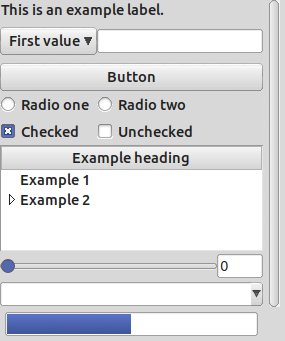 This is an example label.
First value
Button
Radio one Radio two
Checked Unchecked
Example heading
Example 1
Example 2
0